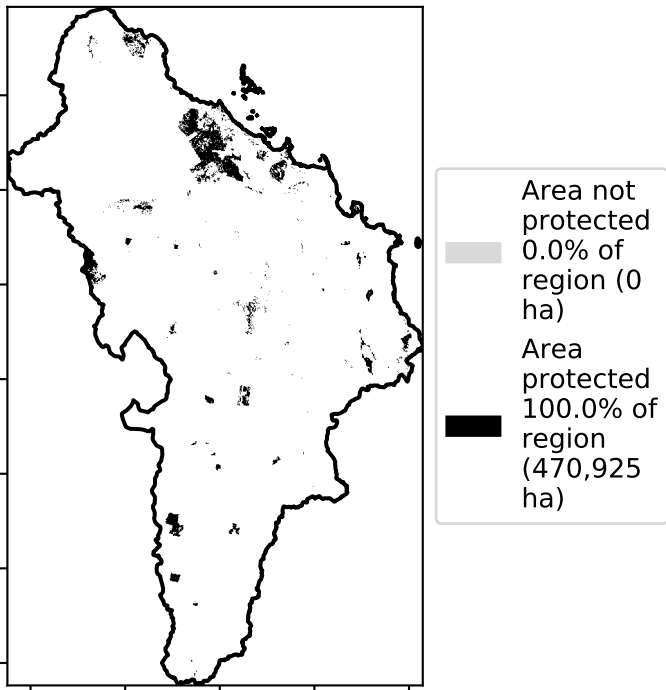 Area not
protected
0.0% of
region (0
ha)
Area
protected
100.0% of
region
(470,925
ha)